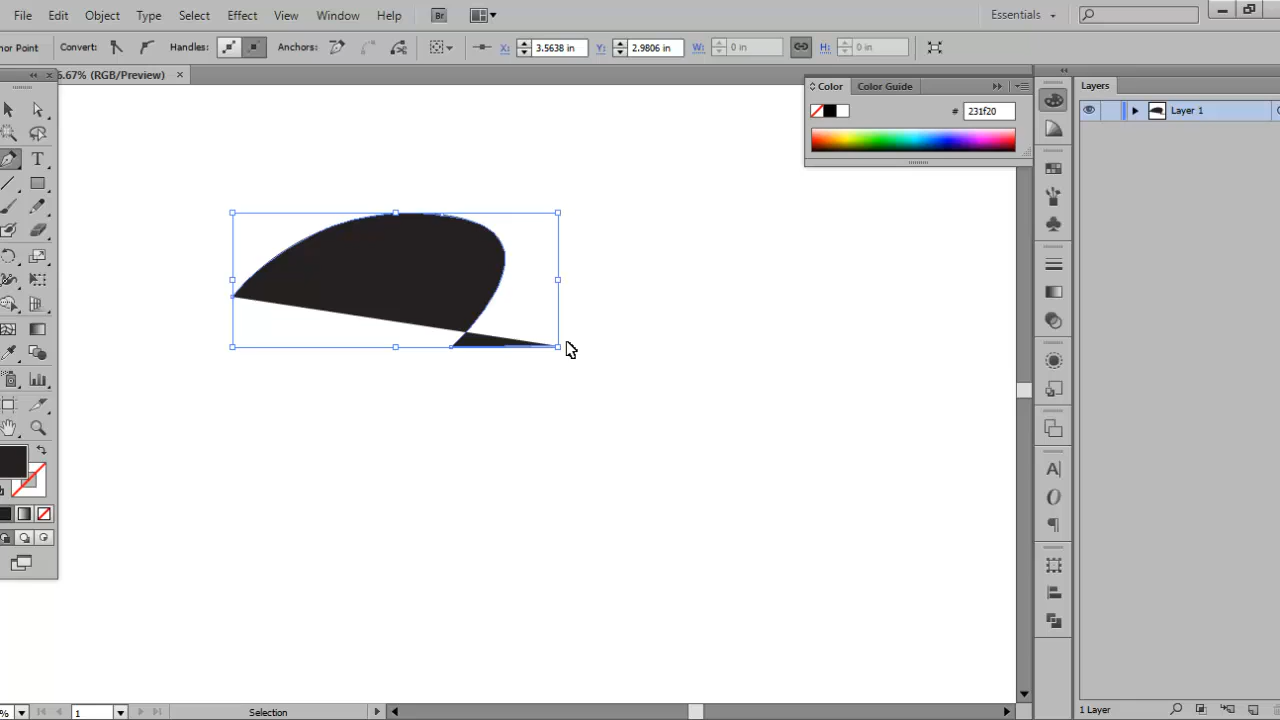 File Edit Object Type Select Effect View Window Help Br Essentials
nor Point Convert: Handles: Anchors: X: 3.5638 in Y: 2.9806 in W: 0 in H: 0 in
6.67% (RGB/Preview) ×
Color Color Guide
# 231f20
Layers
Layer 1
T
A
O
% 1 Selection
1 Layer